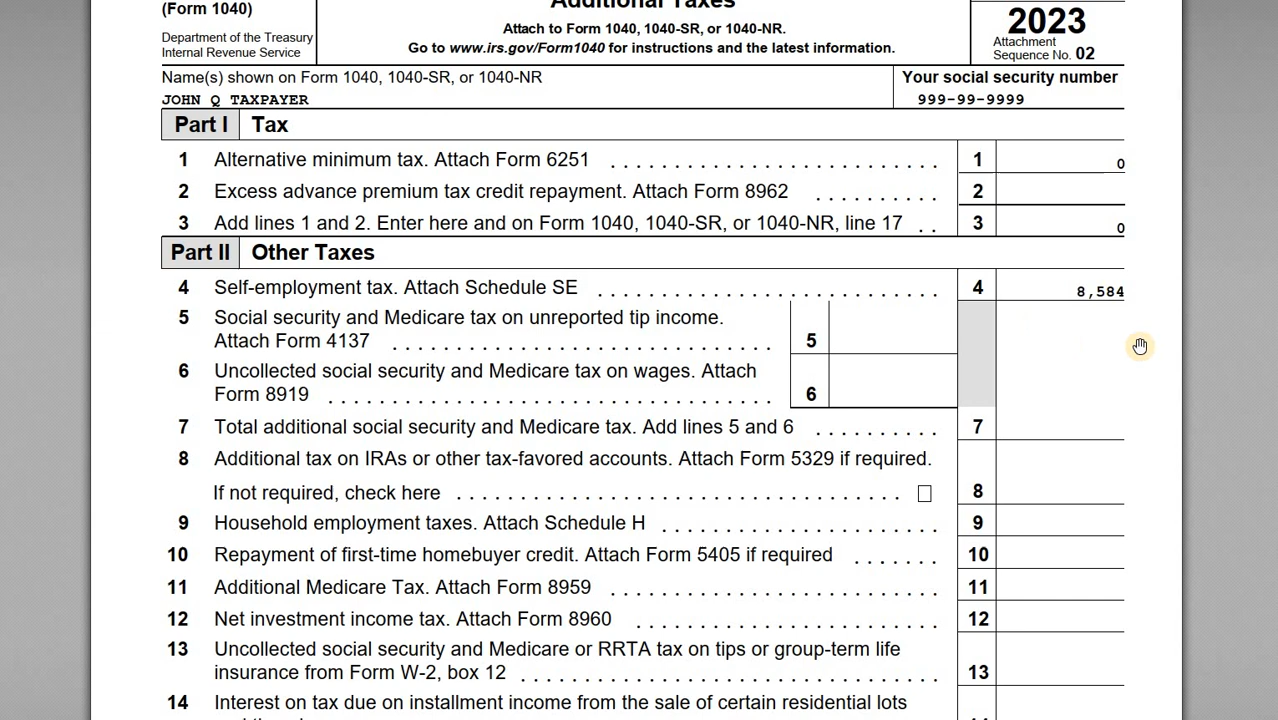 (Form 1040)
Additional Taxes
2023
Attach to Form 1040, 1040-SR, or 1040-NR.
Department of the Treasury
Internal Revenue Service
Go to www.irs.gov/Form1040 for instructions and the latest information.
Attachment
Sequence No. 02
Name(s) shown on Form 1040, 1040-SR, or 1040-NR
Your social security number
JOHN Q TAXPAYER
999-99-9999
Part I Tax
1 Alternative minimum tax. Attach Form 6251 . . . . . . . . . . . . . . . . . . . . . 1 0
2 Excess advance premium tax credit repayment. Attach Form 8962 . . . . . . . . 2
3 Add lines 1 and 2. Enter here and on Form 1040, 1040-SR, or 1040-NR, line 17 . . 3 0
Part II Other Taxes
4 Self-employment tax. Attach Schedule SE . . . . . . . . . . . . . . . . . . . . . . 4 8,584
5 Social security and Medicare tax on unreported tip income.
Attach Form 4137 . . . . . . . . . . . . . . . . . . . . . . . . 5
6 Uncollected social security and Medicare tax on wages. Attach
Form 8919 . . . . . . . . . . . . . . . . . . . . . . . . . . . . 6
7 Total additional social security and Medicare tax. Add lines 5 and 6 . . . . . . . . 7
8 Additional tax on IRAs or other tax-favored accounts. Attach Form 5329 if required.
If not required, check here . . . . . . . . . . . . . . . . . . . . . . . . . . . . 8
9 Household employment taxes. Attach Schedule H . . . . . . . . . . . . . . . . . . 9
10 Repayment of first-time homebuyer credit. Attach Form 5405 if required . . . . . . 10
11 Additional Medicare Tax. Attach Form 8959 . . . . . . . . . . . . . . . . . . . . . 11
12 Net investment income tax. Attach Form 8960 . . . . . . . . . . . . . . . . . . . 12
13 Uncollected social security and Medicare or RRTA tax on tips or group-term life
insurance from Form W-2, box 12 . . . . . . . . . . . . . . . . . . . . . . . . . . 13
14 Interest on tax due on installment income from the sale of certain residential lots